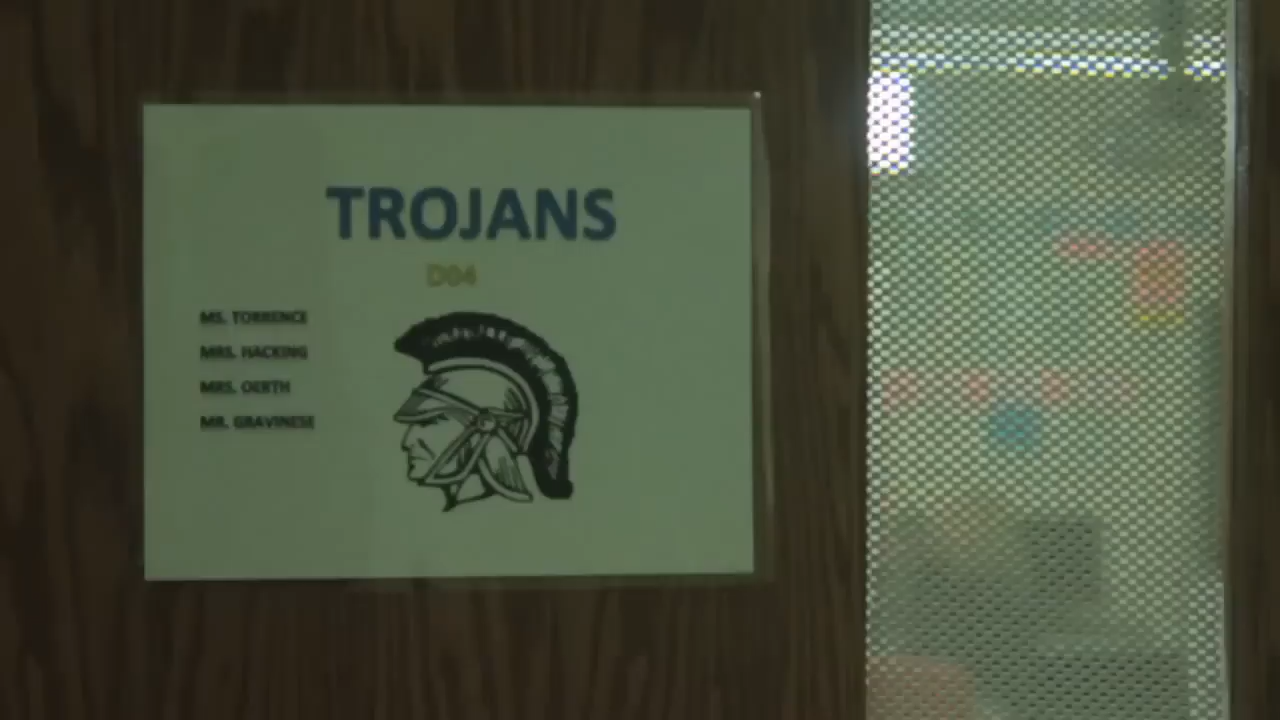 TROJANS
D04
MS. TORRENCE
MRS. HACKING
MRS. OERTH
MR. GRAVINESE